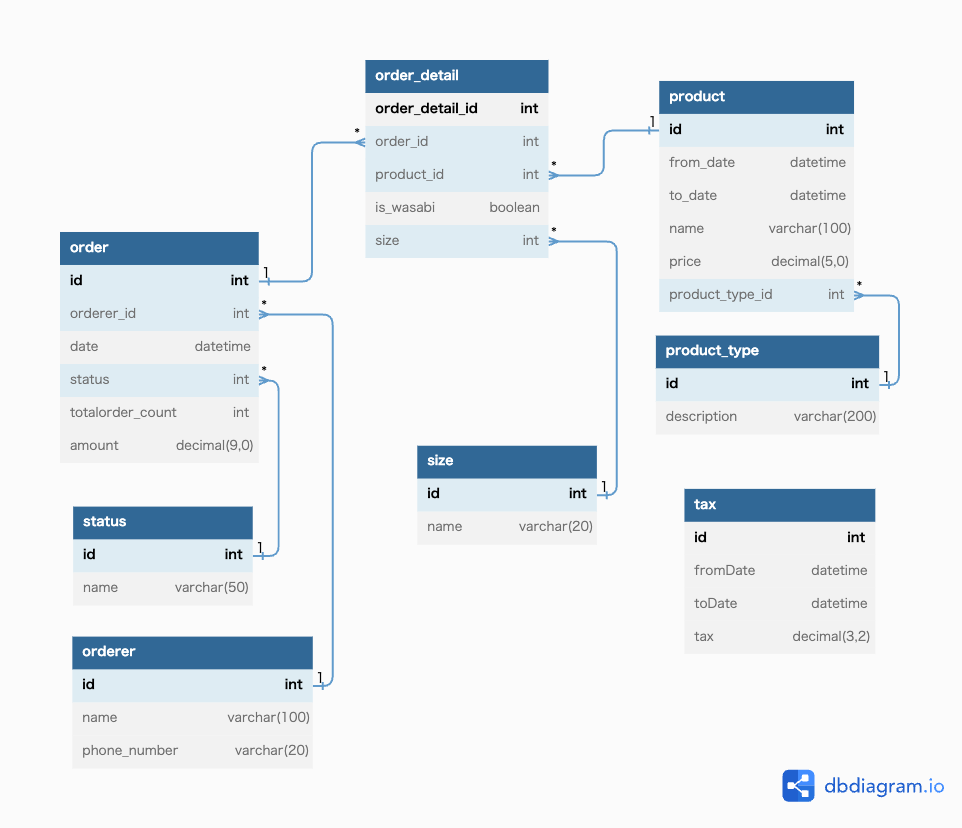 order_detail
order_detail_id int
order_id int
product_id int
is_wasabi boolean
size int
product
id int
from_date datetime
to_date datetime
name varchar(100)
price decimal(5,0)
product_type_id int
order
id int
orderer_id int
date datetime
status int
totalorder_count int
amount decimal(9,0)
product_type
id int
description varchar(200)
size
id int
name varchar(20)
status
id int
name varchar(50)
tax
id int
fromDate datetime
toDate datetime
tax decimal(3,2)
orderer
id int
name varchar(100)
phone_number varchar(20)
* 1
* *
1 *
* *
1 1
1 1
dbdiagram.io